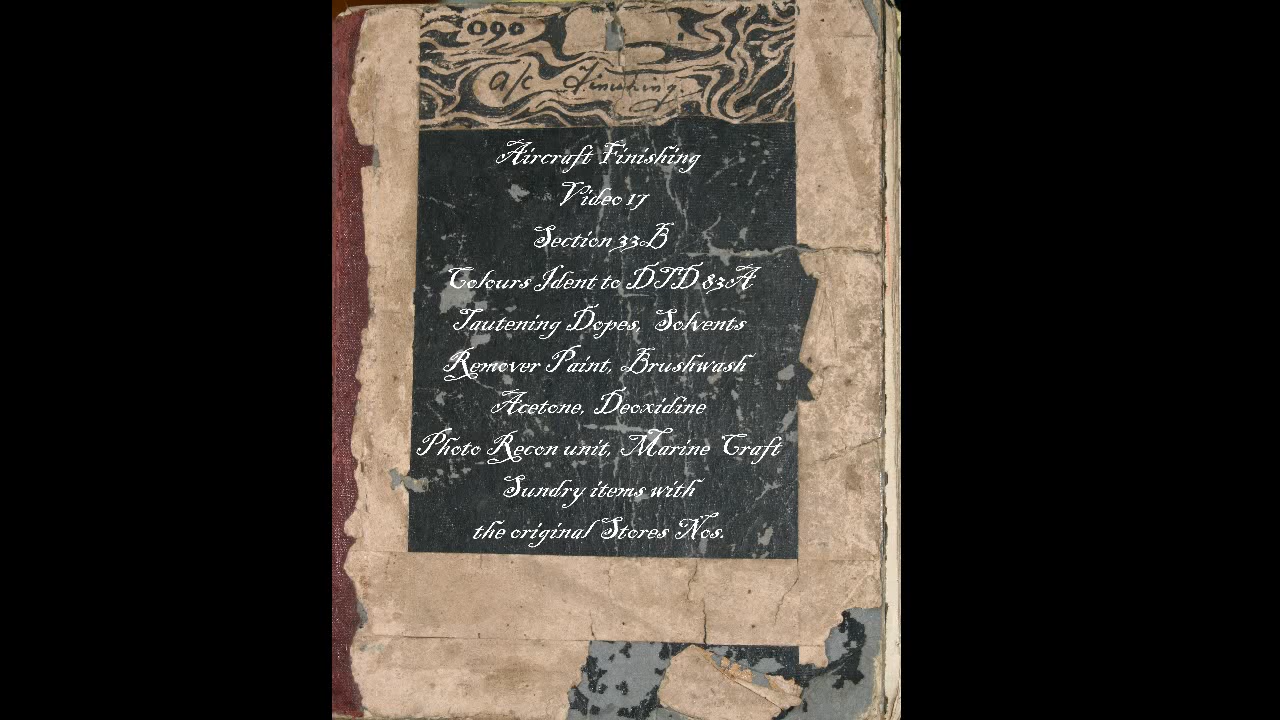 090
a/c Finishing.
Aircraft Finishing
Video 17
Section 33B
Colours Ident to DTD 83A
Tautening Dopes, Solvents
Remover Paint, Brushwash
Acetone, Deoxidine
Photo Recon unit, Marine Craft
Sundry items with
the original Stores Nos.